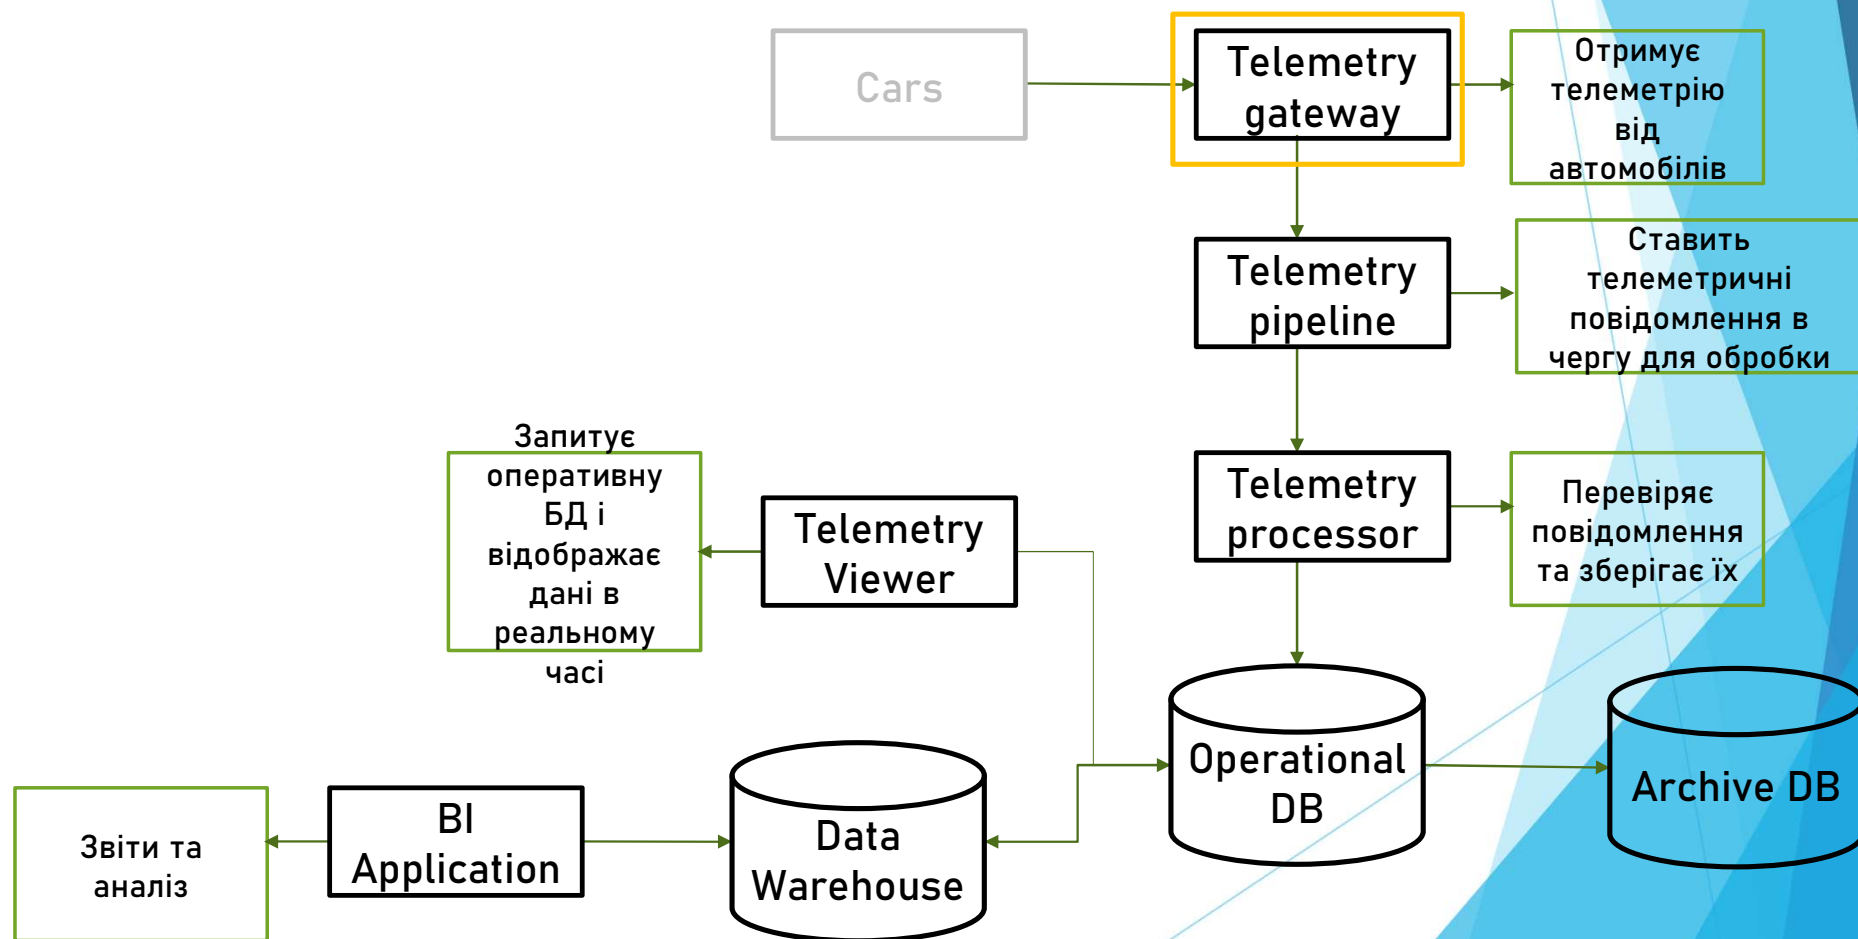 Cars
Telemetry
gateway
Отримує
телеметрію
від
автомобілів
Telemetry
pipeline
Ставить
телеметричні
повідомлення в
чергу для обробки
Запитує
оперативну
БД і
відображає
дані в
реальному
часі
Telemetry
Viewer
Telemetry
processor
Перевіряє
повідомлення
та зберігає їх
Operational
DB
Archive DB
Звіти та
аналіз
BI
Application
Data
Warehouse